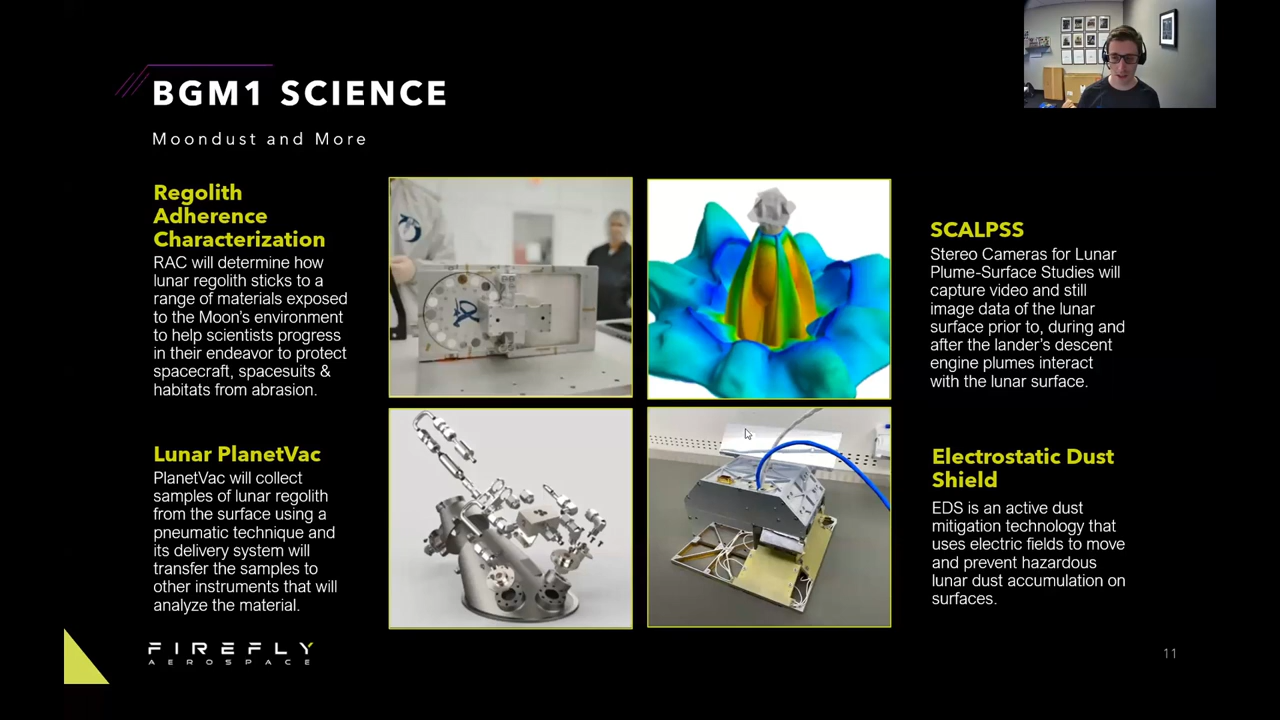 BGM1 SCIENCE
Moondust and More
Regolith
Adherence
Characterization
RAC will determine how
lunar regolith sticks to a
range of materials exposed
to the Moon's environment
to help scientists progress
in their endeavor to protect
spacecraft, spacesuits &
habitats from abrasion.
SCALPSS
Stereo Cameras for Lunar
Plume-Surface Studies will
capture video and still
image data of the lunar
surface prior to, during and
after the lander's descent
engine plumes interact
with the lunar surface.
Lunar PlanetVac
PlanetVac will collect
samples of lunar regolith
from the surface using a
pneumatic technique and
its delivery system will
transfer the samples to
other instruments that will
analyze the material.
Electrostatic Dust
Shield
EDS is an active dust
mitigation technology that
uses electric fields to move
and prevent hazardous
lunar dust accumulation on
surfaces.
FIREFLY
AEROSPACE
11